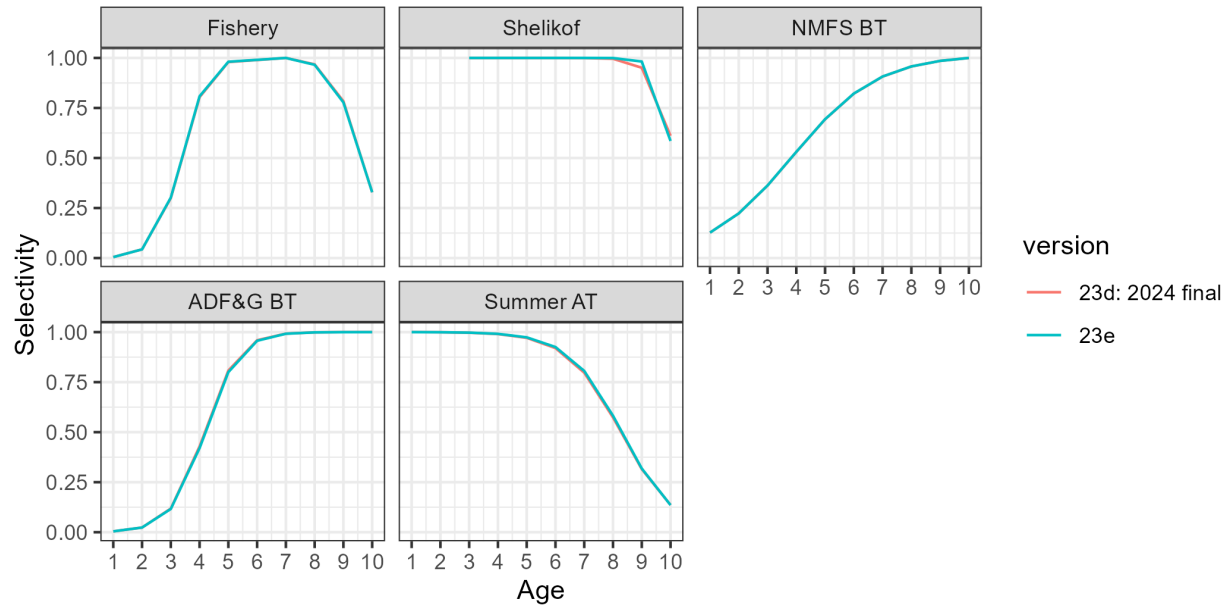 Fishery
Shelikof
NMFS BT
1.00
0.75
0.50
0.25
0.00
1 2 3 4 5 6 7 8 9 10
ADF&G BT
Summer AT
1.00
0.75
0.50
0.25
0.00
1 2 3 4 5 6 7 8 9 10
1 2 3 4 5 6 7 8 9 10
Selectivity
Age
version
23d: 2024 final
23e